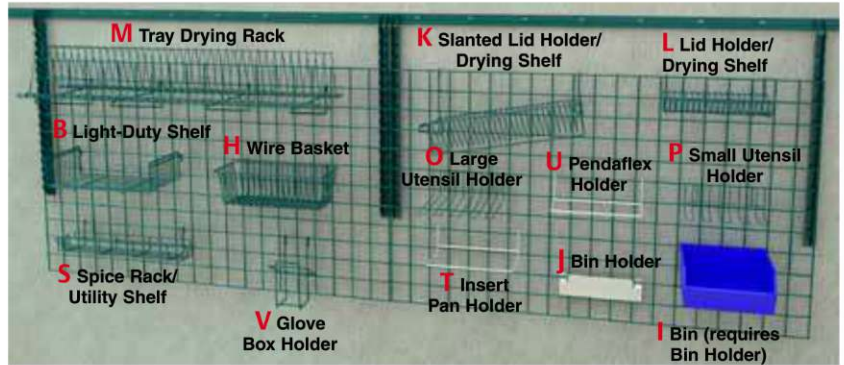 M Tray Drying Rack
K Slanted Lid Holder/
Drying Shelf
L Lid Holder/
Drying Shelf
B Light-Duty Shelf
H Wire Basket
O Large
Utensil Holder
U Pendaflex
Holder
P Small Utensil
Holder
S Spice Rack/
Utility Shelf
V Glove
Box Holder
T Insert
Pan Holder
J Bin Holder
I Bin (requires
Bin Holder)